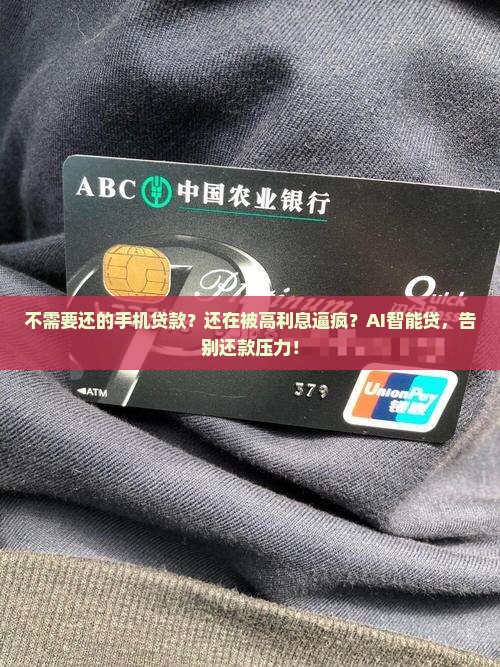 ABC 中国农业银行
Platinum
Quick
不需要还的手机贷款？还在被高利息逼疯？AI智能贷，告
别还款压力！
ATM
379
UnionPay
银联